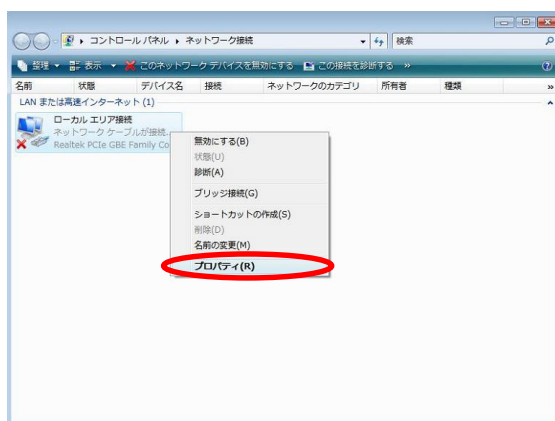 コントロール パネル ▸ ネットワーク接続
検索
整理 表示 このネットワーク デバイスを無効にする この接続を診断する »
名前 状態 デバイス名 接続 ネットワークのカテゴリ 所有者 種類 »
LAN または高速インターネット (1)
ローカル エリア接続
ネットワーク ケーブルが接続...
Realtek PCIe GBE Family Co
無効にする(B)
状態(U)
診断(A)
ブリッジ接続(G)
ショートカットの作成(S)
削除(D)
名前の変更(M)
プロパティ(R)